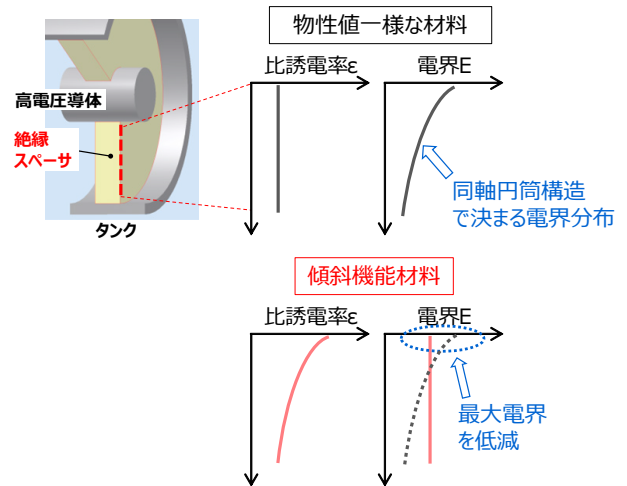 物性値一様な材料
比誘電率ε
電界E
高電圧導体
絶縁
スペーサ
タンク
同軸円筒構造
で決まる電界分布
傾斜機能材料
比誘電率ε
電界E
最大電界
を低減